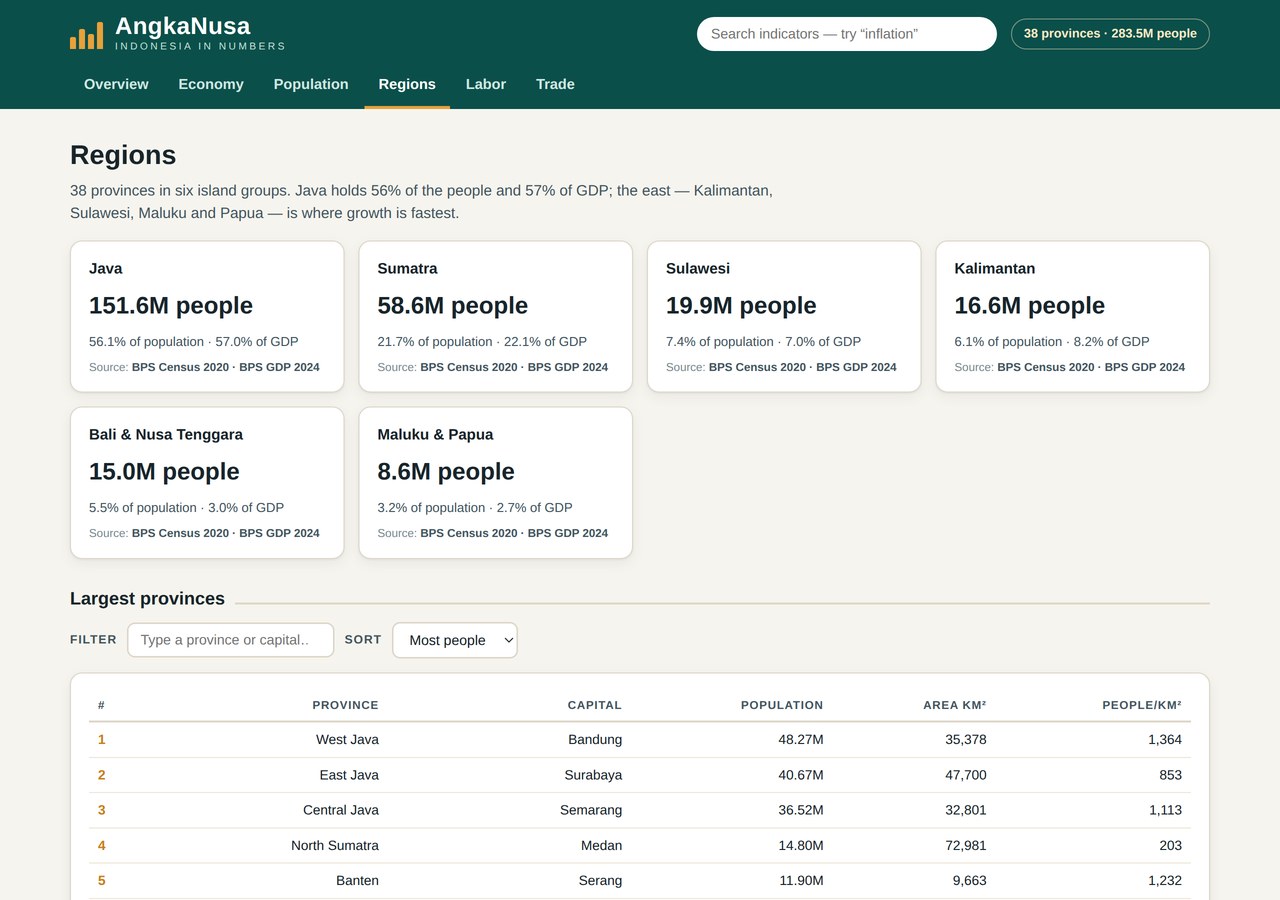 AngkaNusa
INDONESIA IN NUMBERS
Search indicators — try “inflation”
38 provinces · 283.5M people
Overview Economy Population Regions Labor Trade
Regions
38 provinces in six island groups. Java holds 56% of the people and 57% of GDP; the east — Kalimantan,
Sulawesi, Maluku and Papua — is where growth is fastest.
Java
151.6M people
56.1% of population · 57.0% of GDP
Source: BPS Census 2020 · BPS GDP 2024
Sumatra
58.6M people
21.7% of population · 22.1% of GDP
Source: BPS Census 2020 · BPS GDP 2024
Sulawesi
19.9M people
7.4% of population · 7.0% of GDP
Source: BPS Census 2020 · BPS GDP 2024
Kalimantan
16.6M people
6.1% of population · 8.2% of GDP
Source: BPS Census 2020 · BPS GDP 2024
Bali & Nusa Tenggara
15.0M people
5.5% of population · 3.0% of GDP
Source: BPS Census 2020 · BPS GDP 2024
Maluku & Papua
8.6M people
3.2% of population · 2.7% of GDP
Source: BPS Census 2020 · BPS GDP 2024
Largest provinces
FILTER Type a province or capital.. SORT Most people
# PROVINCE CAPITAL POPULATION AREA KM² PEOPLE/KM²
1 West Java Bandung 48.27M 35,378 1,364
2 East Java Surabaya 40.67M 47,700 853
3 Central Java Semarang 36.52M 32,801 1,113
4 North Sumatra Medan 14.80M 72,981 203
5 Banten Serang 11.90M 9,663 1,232